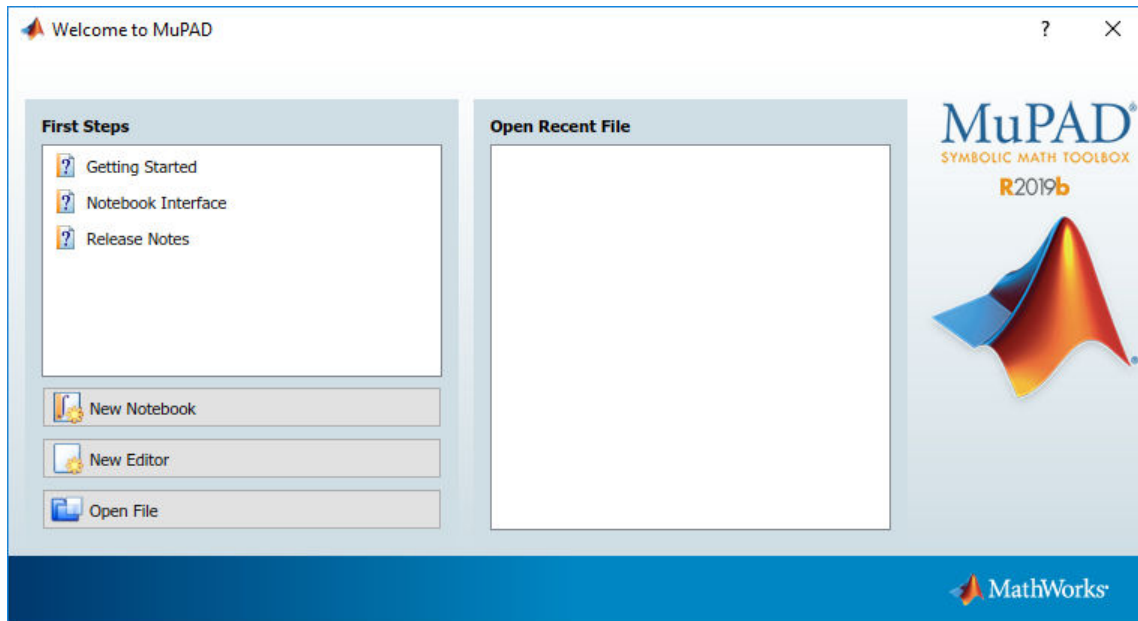 Welcome to MuPAD
?
First Steps
Getting Started
Notebook Interface
Release Notes
New Notebook
New Editor
Open File
Open Recent File
MuPAD®
SYMBOLIC MATH TOOLBOX
R2019b
®
MathWorks®